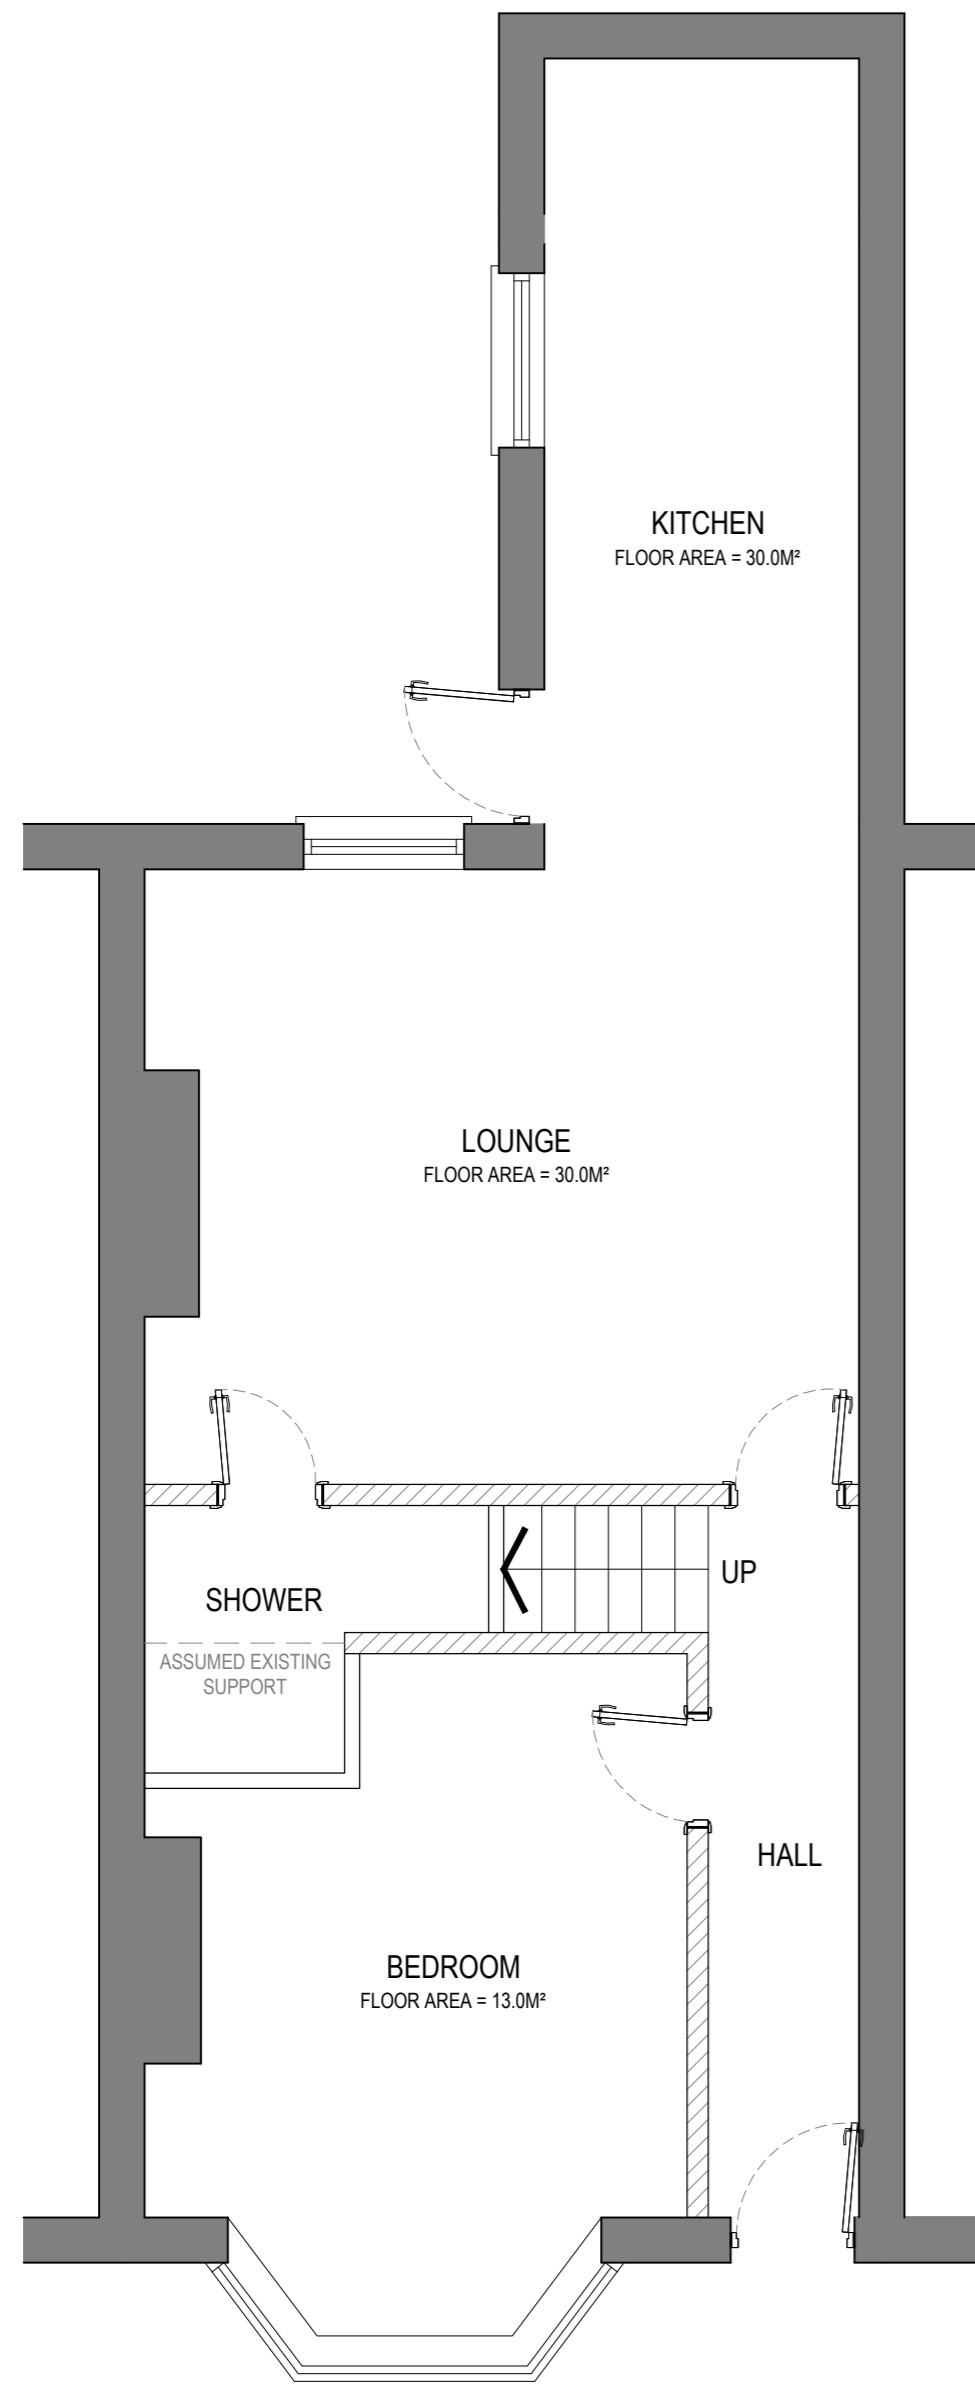 KITCHEN
FLOOR AREA = 30.0M²
LOUNGE
FLOOR AREA = 30.0M²
UP
SHOWER
ASSUMED EXISTING
SUPPORT
HALL
BEDROOM
FLOOR AREA = 13.0M²